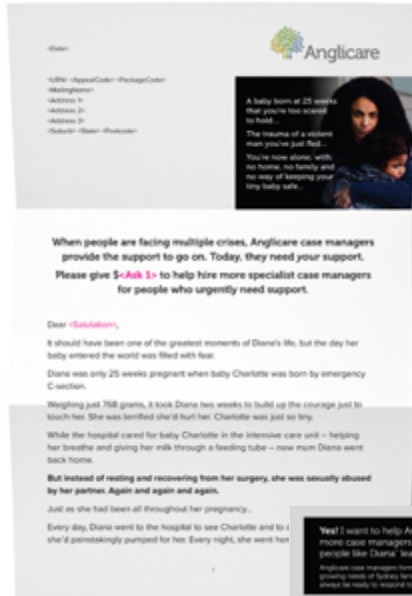 <Date>
Anglicare
<URN> <AppealCode> <PackageCode>
<MailingName>
<Address 1>
<Address 2>
<Address 3>
<Suburb> <State> <Postcode>
A baby born at 25 weeks
that you're too scared
to hold...
The trauma of a violent
man you've just fled...
You're now alone, with
no home, no family and
no way of keeping your
tiny baby safe...
When people are facing multiple crises, Anglicare case managers
provide the support to go on. Today, they need your support.
Please give $<Ask 1> to help hire more specialist case managers
for people who urgently need support.
Dear <Salutation>,
It should have been one of the greatest moments of Diana's life, but the day her
baby entered the world was filled with fear.
Diana was only 25 weeks pregnant when baby Charlotte was born by emergency
C-section.
Weighing just 768 grams, it took Diana two weeks to build up the courage just to
touch her. She was terrified she'd hurt her. Charlotte was just so tiny.
While the hospital cared for baby Charlotte in the intensive care unit – helping
her breathe and giving her milk through a feeding tube – new mum Diana went
back home.
But instead of resting and recovering from her surgery, she was sexually abused
by her partner. Again and again and again.
Just as she had been all throughout her pregnancy...
Every day, Diana went to the hospital to see Charlotte and to
she'd painstakingly pumped for her. Every night, she went
Yes! I want to help
more case managers
people like Diana
Anglicare case managers
growing needs of Sydney
always be ready to respond